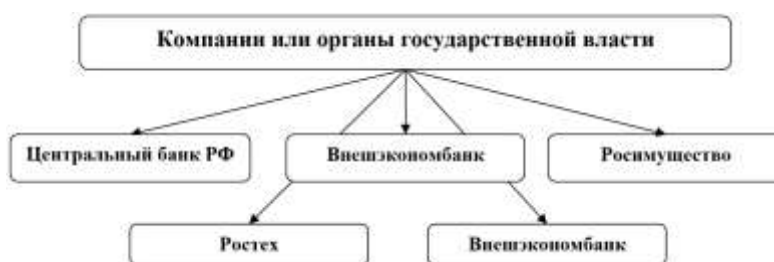 Компании или органы государственной власти
Центральный банк РФ
Внешэкономбанк
Росимущество
Ростех
Внешэкономбанк